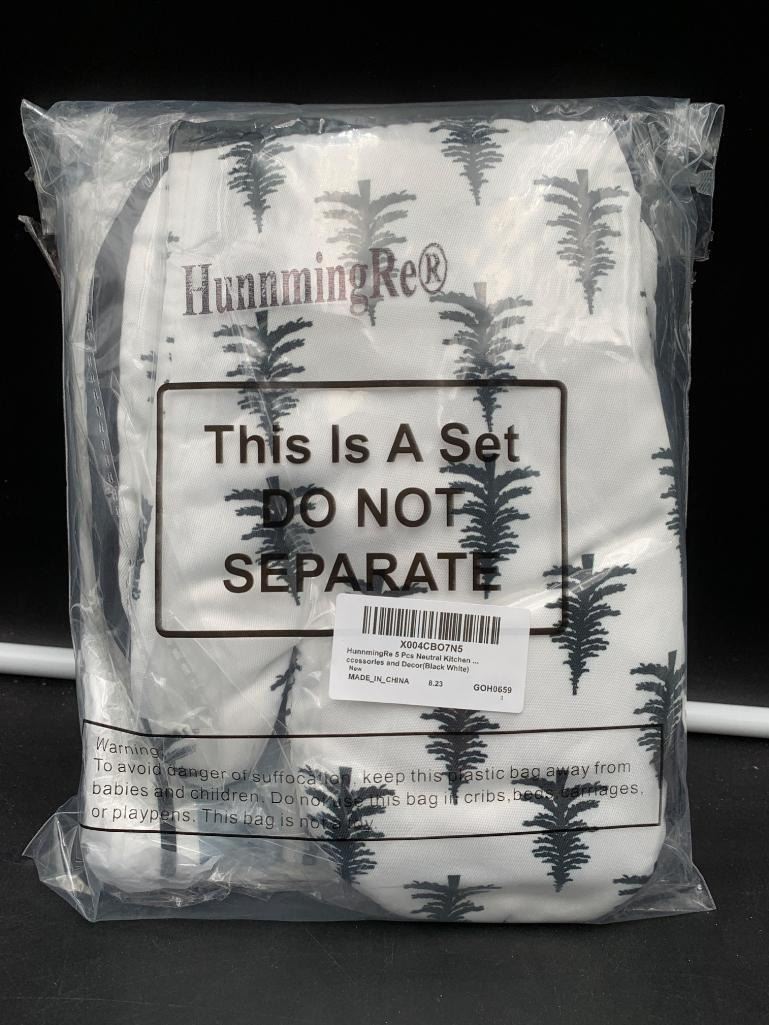 HunnmingRe®
This Is A Set
DO NOT
SEPARATE
X004CBO7N5
HunnmingRe 5 Pcs Neutral Kitchen ...
ccessories and Decor(Black White)
New
MADE_IN_CHINA 8.23 GOH0659
3
Warning:
To avoid danger of suffocation, keep this plastic bag away from
babies and children. Do not use this bag in cribs,beds,carriages,
or playpens. This bag is not a toy.